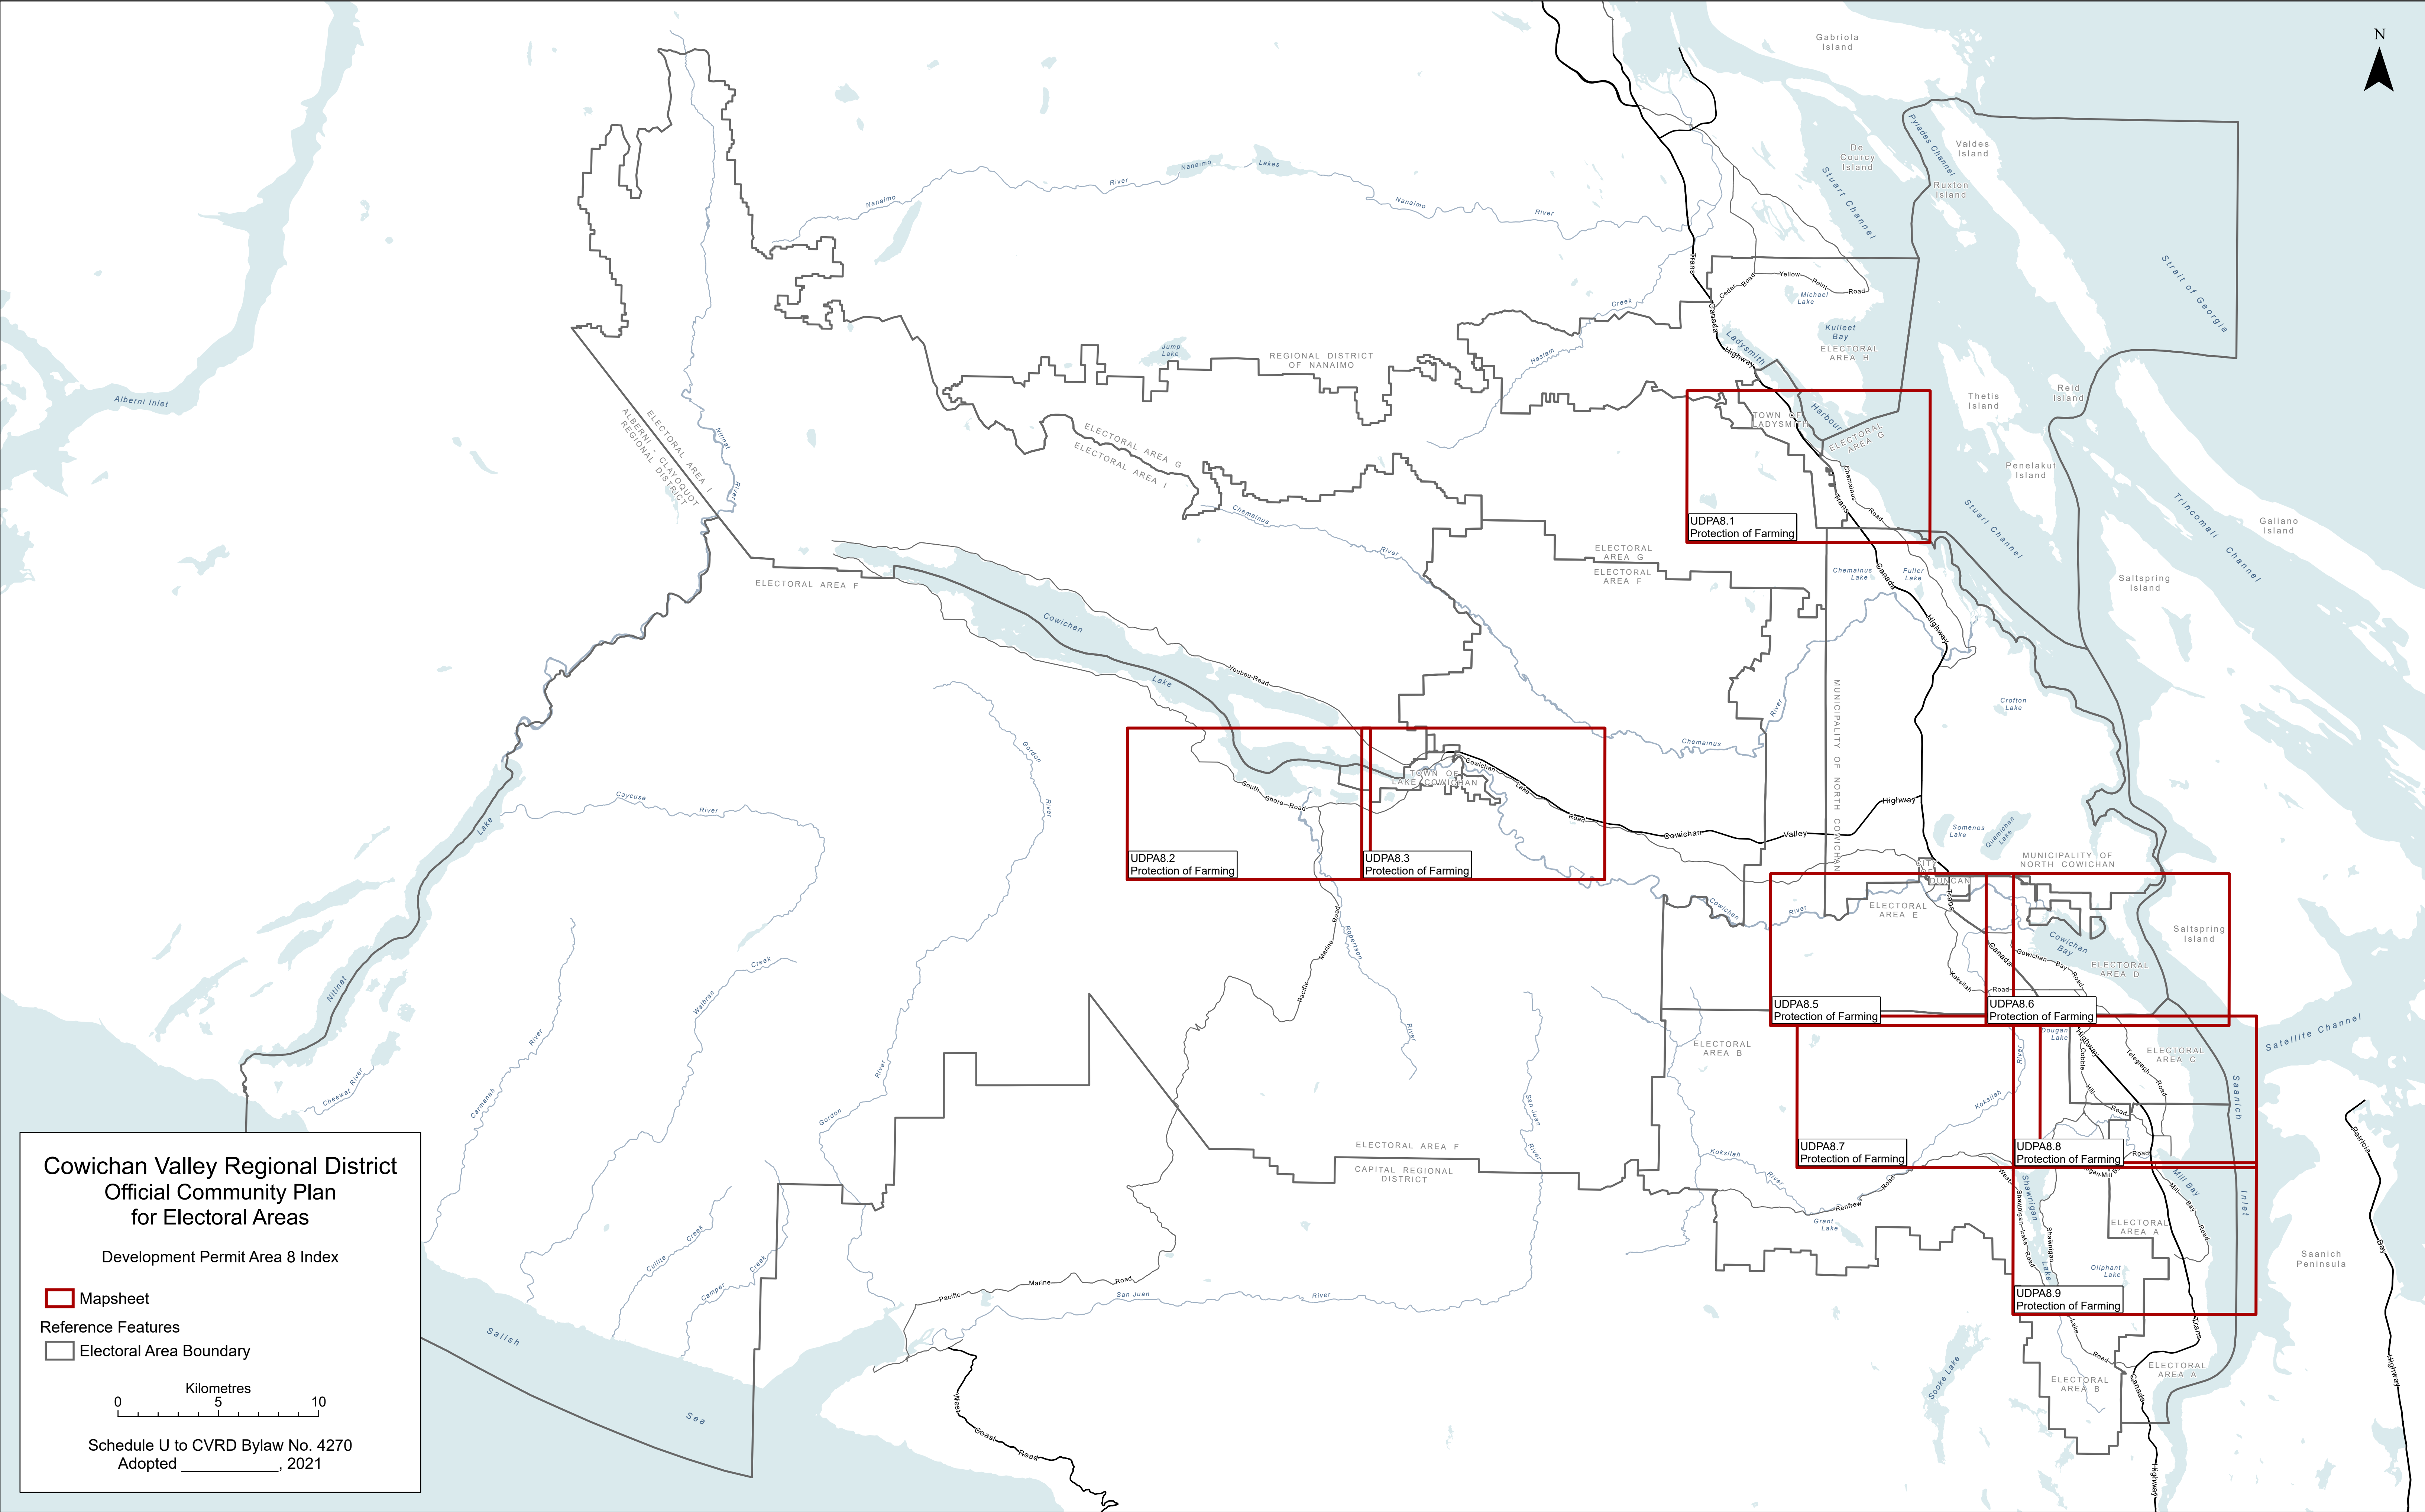 N
Gabriola
Island
De
Courcy
Island
Pylades Channel
Valdes
Island
Ruxton
Island
Stuart Channel
Strait of Georgia
Nanaimo
River
Nanaimo
Lakes
Nanaimo
River
Trans
Canada
Highway
Cedar
Road
Yellow
Point
Road
Michael
Lake
Kulleet
Bay
ELECTORAL
AREA H
Ladysmith
Harbour
Creek
Haslam
Jump
Lake
REGIONAL DISTRICT
OF NANAIMO
Alberni Inlet
ELECTORAL AREA I
ALBERNI - CLAYOQUOT
REGIONAL DISTRICT
Nitinat
River
ELECTORAL AREA G
ELECTORAL AREA I
TOWN OF
LADYSMITH
ELECTORAL
AREA G
Thetis
Island
Reid
Island
Penelakut
Island
Trincomali
Channel
Galiano
Island
Stuart Channel
Chemainus
Road
Trans
UDPA8.1
Protection of Farming
Chemainus
River
ELECTORAL
AREA G
ELECTORAL
AREA F
Chemainus
Lake
Fuller
Lake
Canada
Highway
Saltspring
Island
ELECTORAL AREA F
Cowichan
Lake
Youbou Road
MUNICIPALITY OF NORTH COWICHAN
Crofton
Lake
River
Chemainus
Gordon
River
TOWN OF
LAKE COWICHAN
Cowichan
Lake
Road
South
Shore
Road
UDPA8.2
Protection of Farming
UDPA8.3
Protection of Farming
Cowichan
Valley
Highway
Somenos
Lake
Quamichan
Lake
MUNICIPALITY OF
NORTH COWICHAN
Caycuse
River
Lake
Nitinat
DUNCAN
Trans
Cowichan
River
ELECTORAL
AREA E
Cowichan
Bay
ELECTORAL
AREA D
Saltspring
Island
Canada
Cowichan
Bay
Road
Koksilah
Road
UDPA8.5
Protection of Farming
UDPA8.6
Protection of Farming
Robertson
River
Pacific
Marine
Road
Walbran
Creek
Carmanah
River
Cheewat River
Gordon
River
San Juan
River
ELECTORAL
AREA B
Dougan
Lake
Highway
Cobble
Hill
Road
Telegraph
Road
ELECTORAL
AREA C
Satellite Channel
Saanich
Inlet
Koksilah
River
UDPA8.7
Protection of Farming
UDPA8.8
Protection of Farming
Road
ELECTORAL AREA F
CAPITAL REGIONAL
DISTRICT
Koksilah
River
Renfrew
Road
Grant
Lake
West
Shawnigan
Lake
Road
Shawnigan
Lake
Shawnigan
Mill Bay
Mill
Bay
Road
ELECTORAL
AREA A
Oliphant
Lake
UDPA8.9
Protection of Farming
Lake
Road
Trans
Canada
Highway
ELECTORAL
AREA B
ELECTORAL
AREA A
Sooke Lake
Saanich
Peninsula
Patricia
Bay
Highway
Cullite
Creek
Camper
Creek
Pacific
Marine
Road
San Juan
River
West
Coast
Road
Salish
Sea
Cowichan Valley Regional District
Official Community Plan
for Electoral Areas
Development Permit Area 8 Index
Mapsheet
Reference Features
Electoral Area Boundary
Kilometres
0 5 10
Schedule U to CVRD Bylaw No. 4270
Adopted ___________, 2021